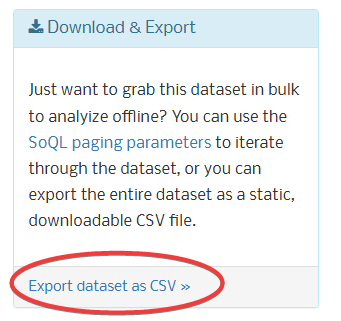 Download & Export
Just want to grab this dataset in bulk
to analyize offline? You can use the
SoQL paging parameters to iterate
through the dataset, or you can
export the entire dataset as a static,
downloadable CSV file.
Export dataset as CSV »